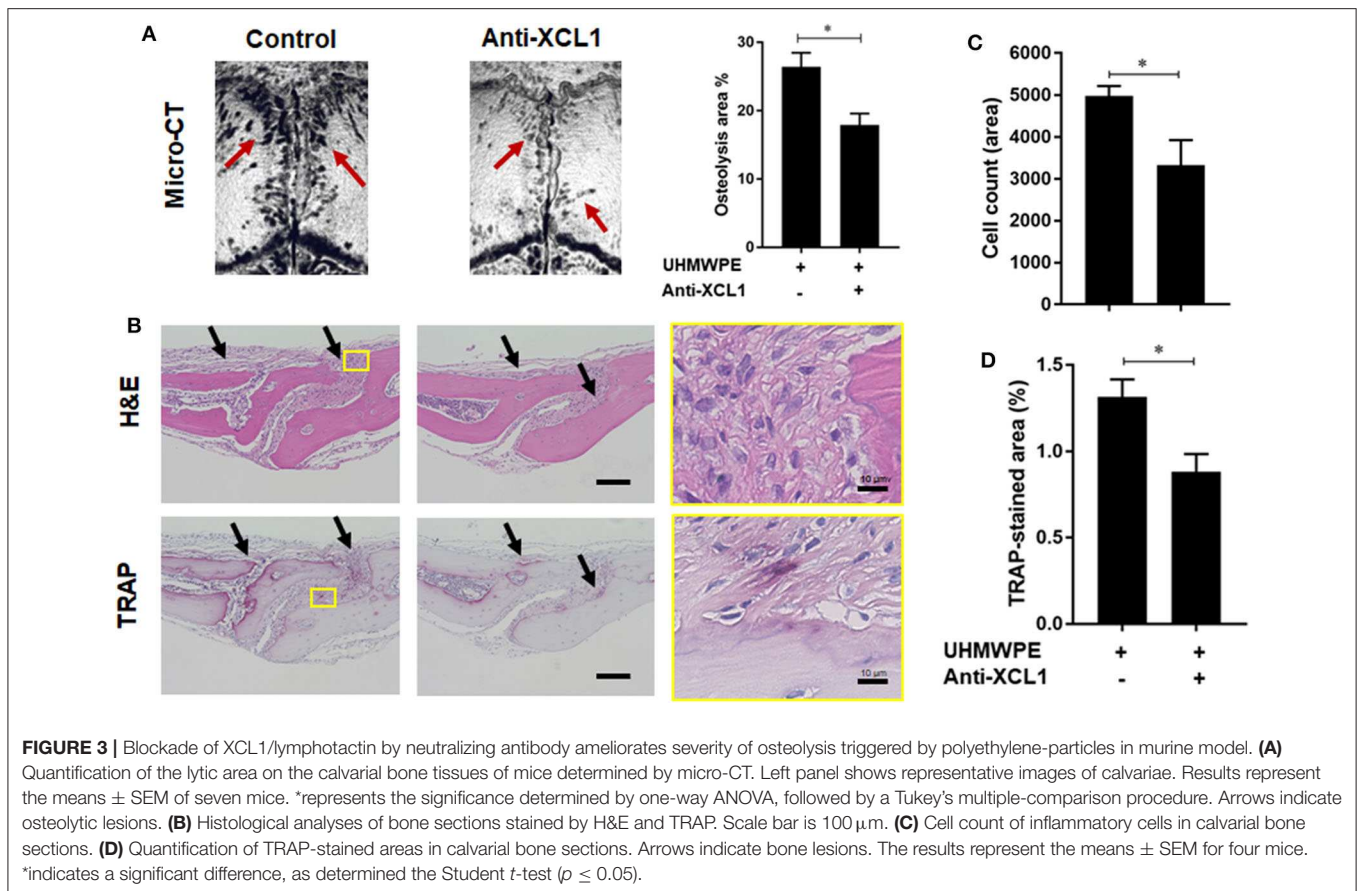 A
Control
Anti-XCL1
Micro-CT
Osteolysis area %
30
20
10
0
*
UHMWPE + +
Anti-XCL1 - +
C
Cell count (area)
6000
5000
4000
3000
2000
1000
0
*
B
H&E
10 µm
TRAP
10 µm
D
TRAP-stained area (%)
1.5
1.0
0.5
0.0
*
UHMWPE + +
Anti-XCL1 - +
FIGURE 3 | Blockade of XCL1/lymphotactin by neutralizing antibody ameliorates severity of osteolysis triggered by polyethylene-particles in murine model. (A)
Quantification of the lytic area on the calvarial bone tissues of mice determined by micro-CT. Left panel shows representative images of calvariae. Results represent
the means ± SEM of seven mice. *represents the significance determined by one-way ANOVA, followed by a Tukey's multiple-comparison procedure. Arrows indicate
osteolytic lesions. (B) Histological analyses of bone sections stained by H&E and TRAP. Scale bar is 100 µm. (C) Cell count of inflammatory cells in calvarial bone
sections. (D) Quantification of TRAP-stained areas in calvarial bone sections. Arrows indicate bone lesions. The results represent the means ± SEM for four mice.
*indicates a significant difference, as determined the Student t-test (p ≤ 0.05).